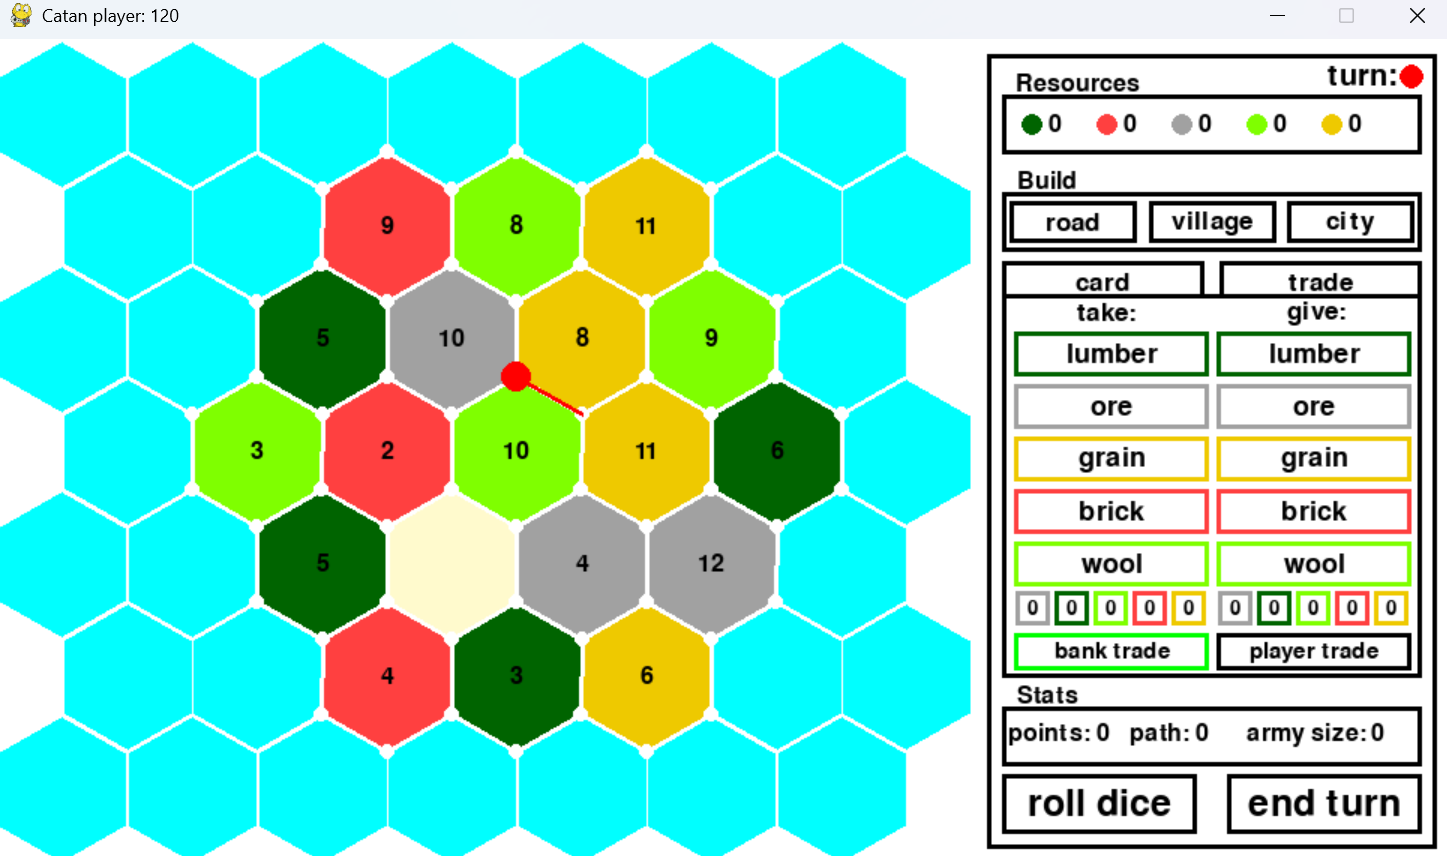 Catan player: 120
9 8 11
5 10 8 9
3 2 10 11 6
5 4 12
4 3 6
turn:
Resources
0 0 0 0 0
Build
road village city
card trade
take: give:
lumber lumber
ore ore
grain grain
brick brick
wool wool
0 0 0 0 0 0 0 0 0 0
bank trade player trade
Stats
points: 0 path: 0 army size: 0
roll dice end turn